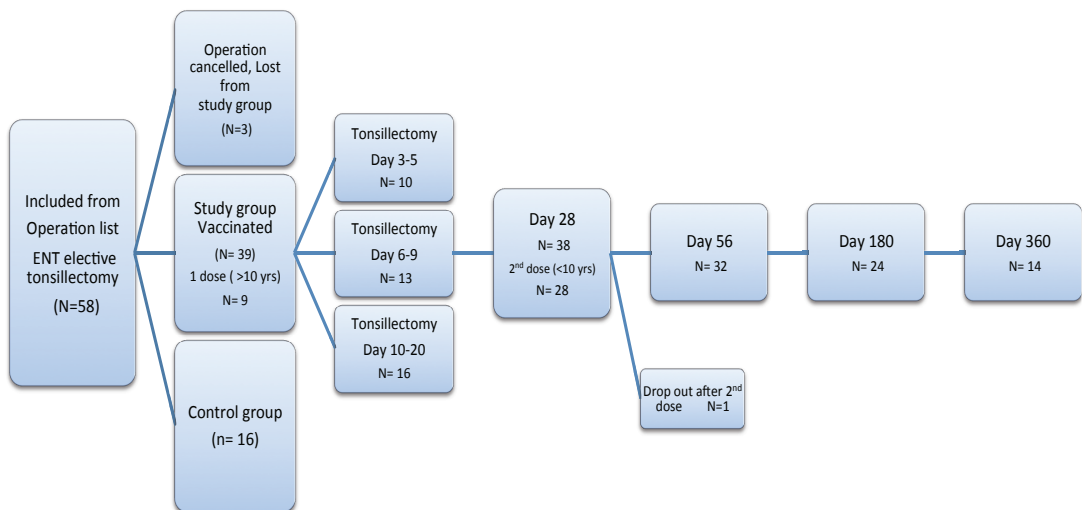 Included from
Operation list
ENT elective
tonsillectomy
(N=58)
Operation
cancelled, Lost
from
study group
(N=3)
Study group
Vaccinated
(N= 39)
1 dose ( >10 yrs)
N= 9
Control group
(n= 16)
Tonsillectomy
Day 3-5
N= 10
Tonsillectomy
Day 6-9
N= 13
Tonsillectomy
Day 10-20
N= 16
Day 28
N= 38
2nd dose (<10 yrs)
N= 28
Drop out after 2nd
dose N=1
Day 56
N= 32
Day 180
N= 24
Day 360
N= 14